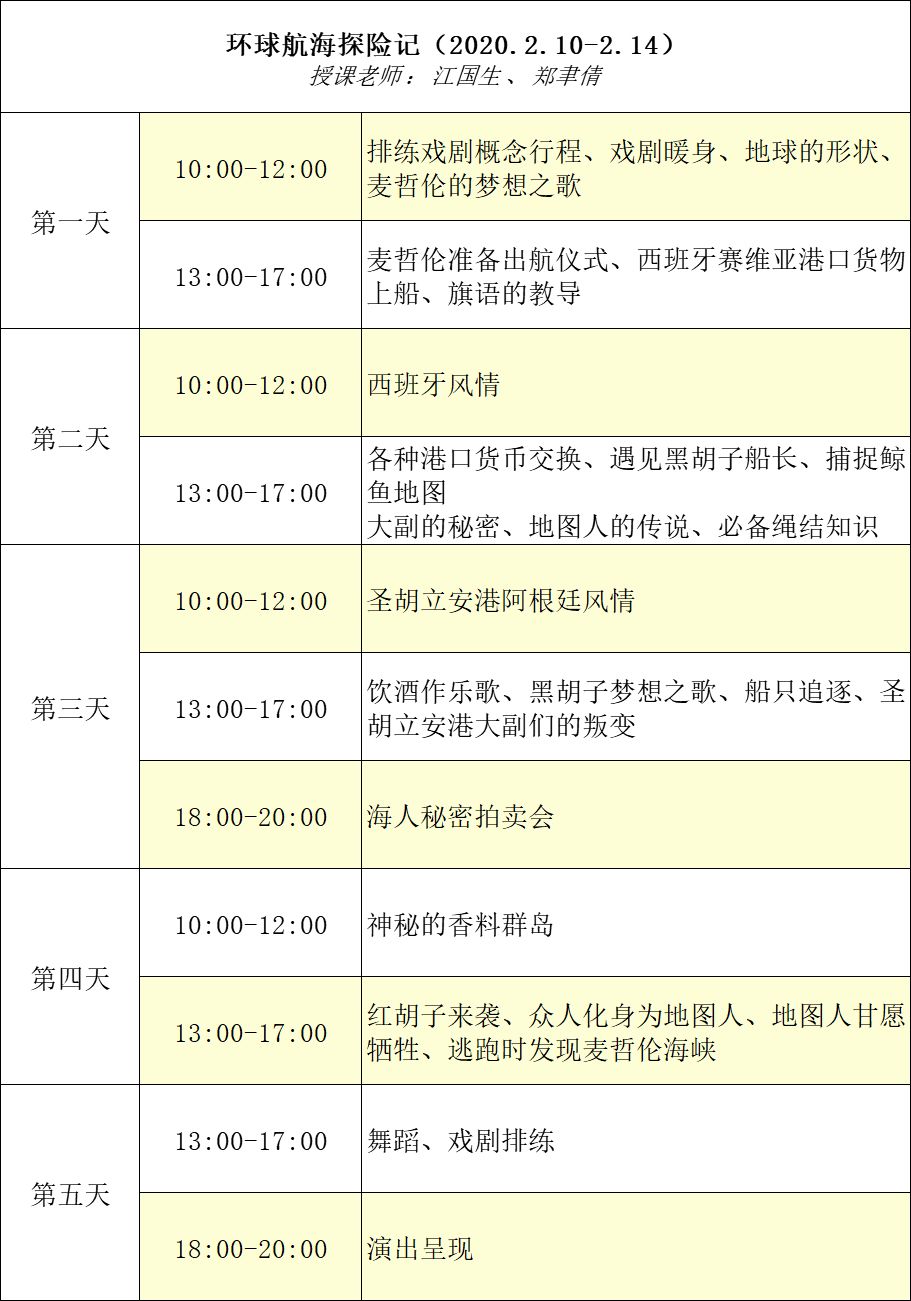 环球航海探险记（2020.2.10-2.14）
授课老师：江国生、郑聿倩
第一天
10:00-12:00
排练戏剧概念行程、戏剧暖身、地球的形状、
麦哲伦的梦想之歌
13:00-17:00
麦哲伦准备出航仪式、西班牙赛维亚港口货物
上船、旗语的教导
第二天
10:00-12:00
西班牙风情
13:00-17:00
各种港口货币交换、遇见黑胡子船长、捕捉鲸
鱼地图
大副的秘密、地图人的传说、必备绳结知识
第三天
10:00-12:00
圣胡立安港阿根廷风情
13:00-17:00
饮酒作乐歌、黑胡子梦想之歌、船只追逐、圣
胡立安港大副们的叛变
18:00-20:00
海人秘密拍卖会
第四天
10:00-12:00
神秘的香料群岛
13:00-17:00
红胡子来袭、众人化身为地图人、地图人甘愿
牺牲、逃跑时发现麦哲伦海峡
第五天
13:00-17:00
舞蹈、戏剧排练
18:00-20:00
演出呈现